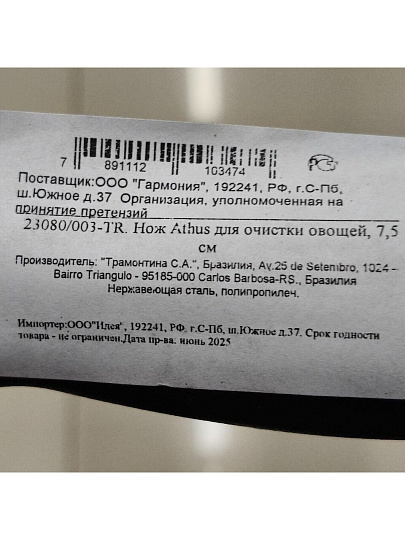 7 891112 103474
Поставщик:ООО "Гармония", 192241, РФ, г.С-Пб,
ш.Южное д.37 Организация, уполномоченная на
принятие претензий
23080/003-TR. Нож Athus для очистки овощей, 7,5
см
Производитель: "Трамонтина С.А.", Бразилия, Ау.25 de Setembro, 1024 -
Bairro Triangulo - 95185-000 Carlos Barbosa-RS., Бразилия
Нержавеющая сталь, полипропилен.
Импортер:ООО"Идея", 192241, РФ, г.С-Пб, ш.Южное д.37. Срок годности
товара - не ограничен.Дата пр-ва: июнь 2025